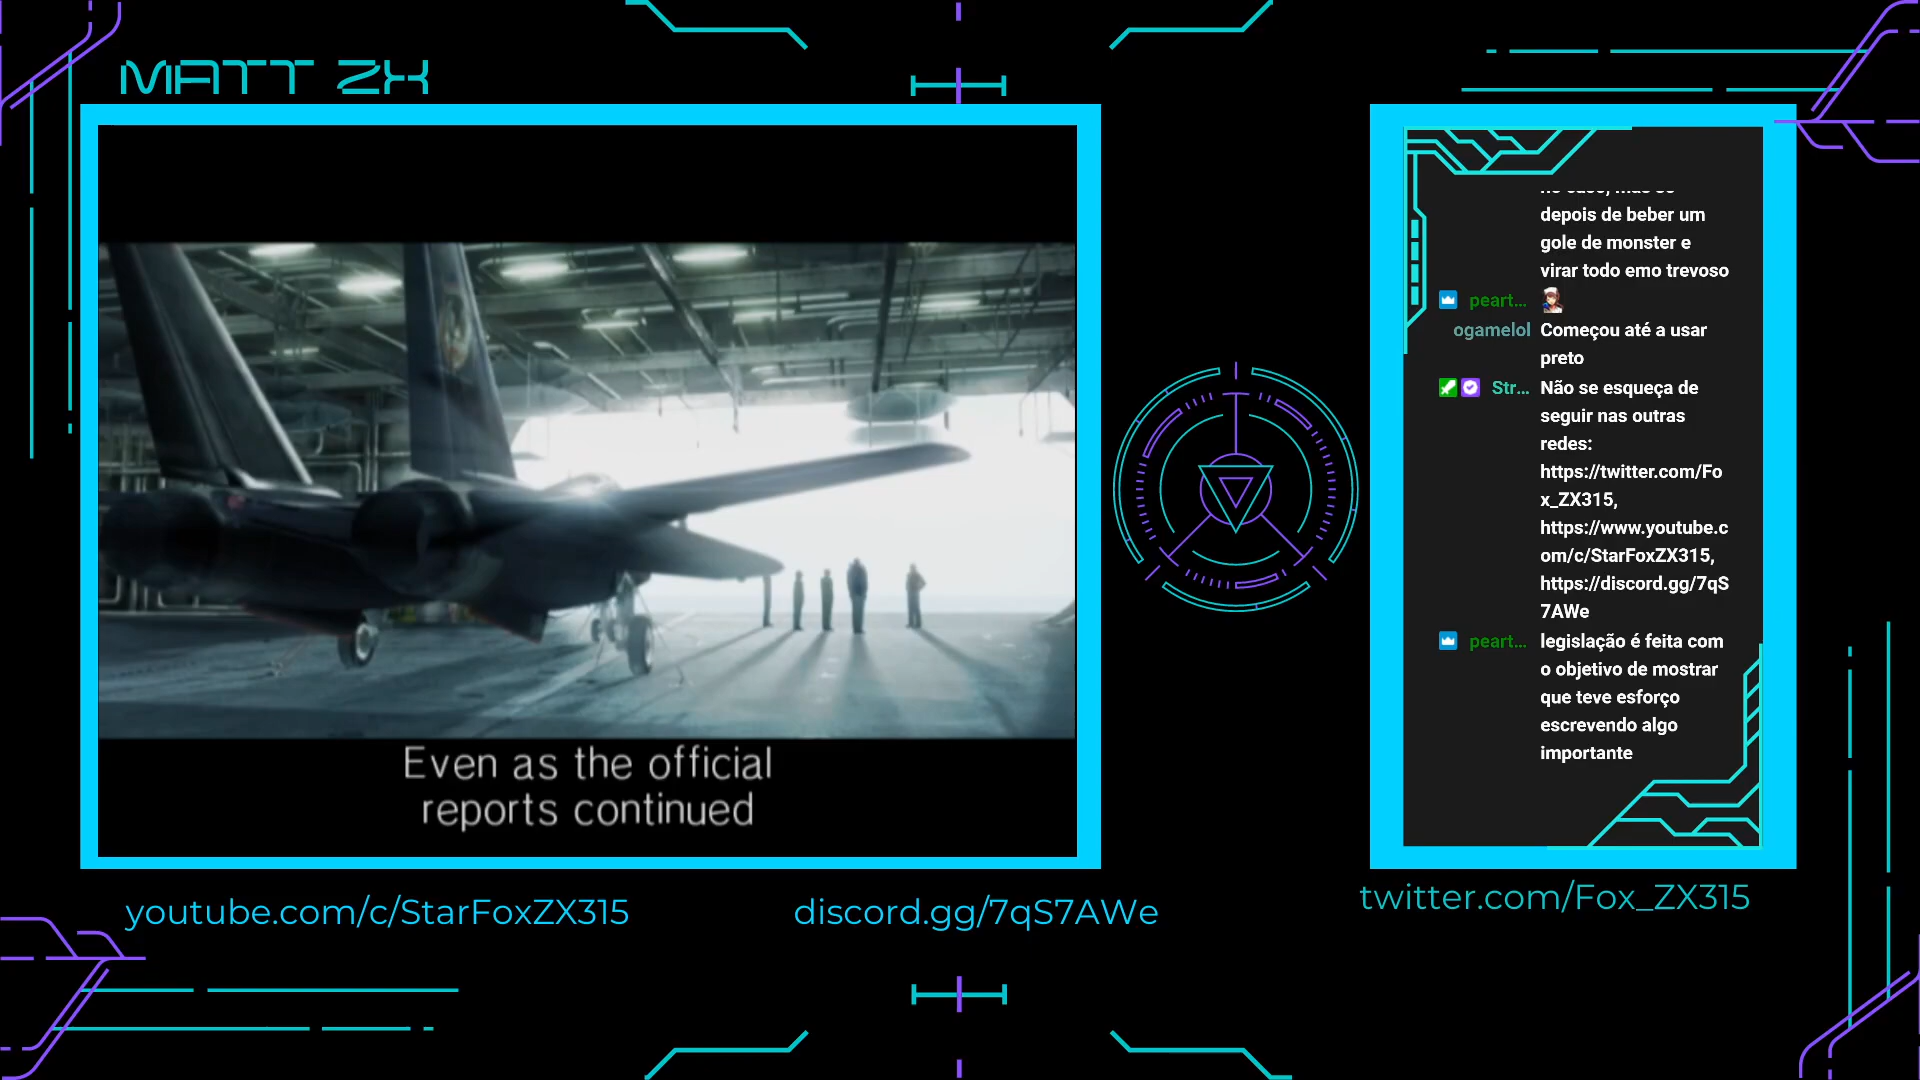 MATT ZX
depois de beber um
gole de monster e
virar todo emo trevoso
peart...
ogamelol Começou até a usar
preto
Str... Não se esqueça de
seguir nas outras
redes:
https://twitter.com/Fo
x_ZX315,
https://www.youtube.c
om/c/StarFoxZX315,
https://discord.gg/7qS
7AWe
peart... legislação é feita com
o objetivo de mostrar
que teve esforço
escrevendo algo
importante
Even as the official
reports continued
youtube.com/c/StarFoxZX315
discord.gg/7qS7AWe
twitter.com/Fox_ZX315